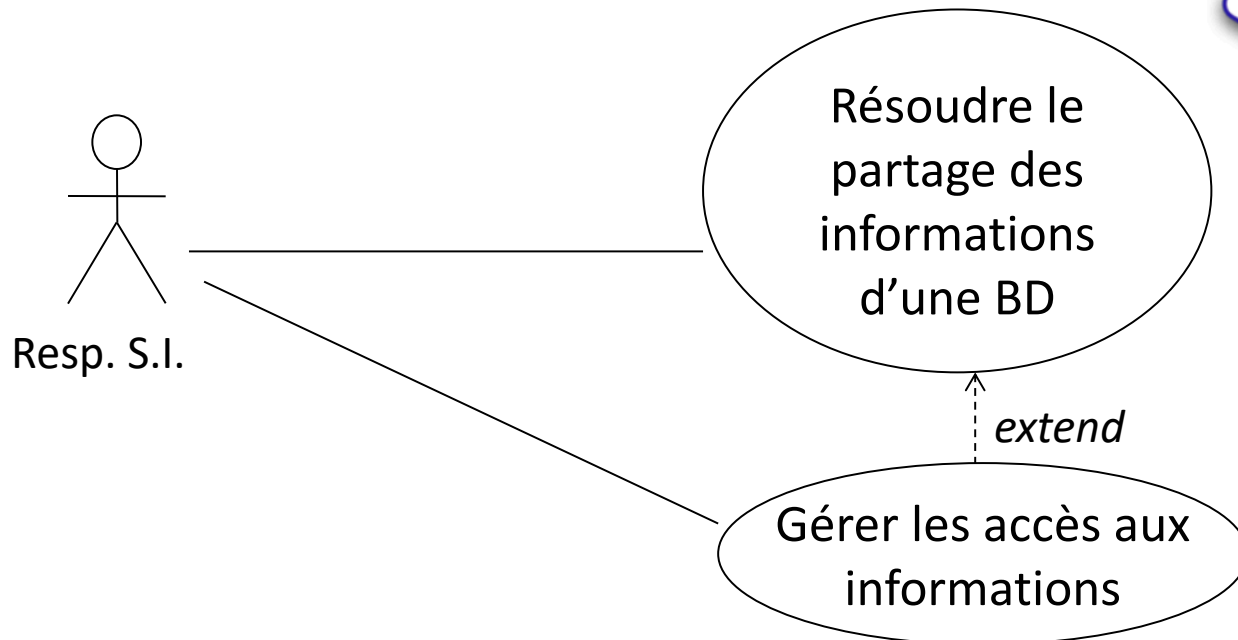 Résoudre le
partage des
informations
d’une BD
Resp. S.I.
extend
Gérer les accès aux
informations